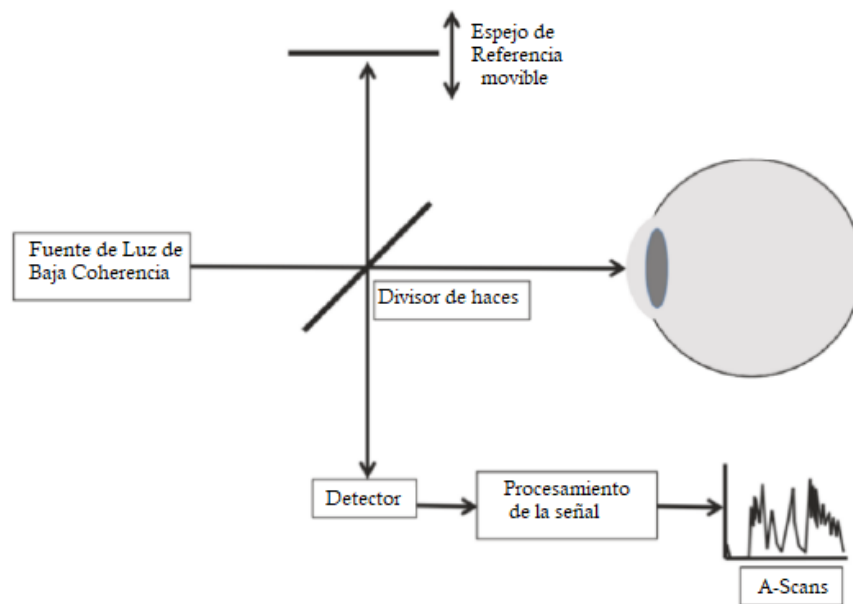 Espejo de
Referencia
movible
Fuente de Luz de
Baja Coherencia
Divisor de haces
Detector
Procesamiento
de la señal
A-Scans